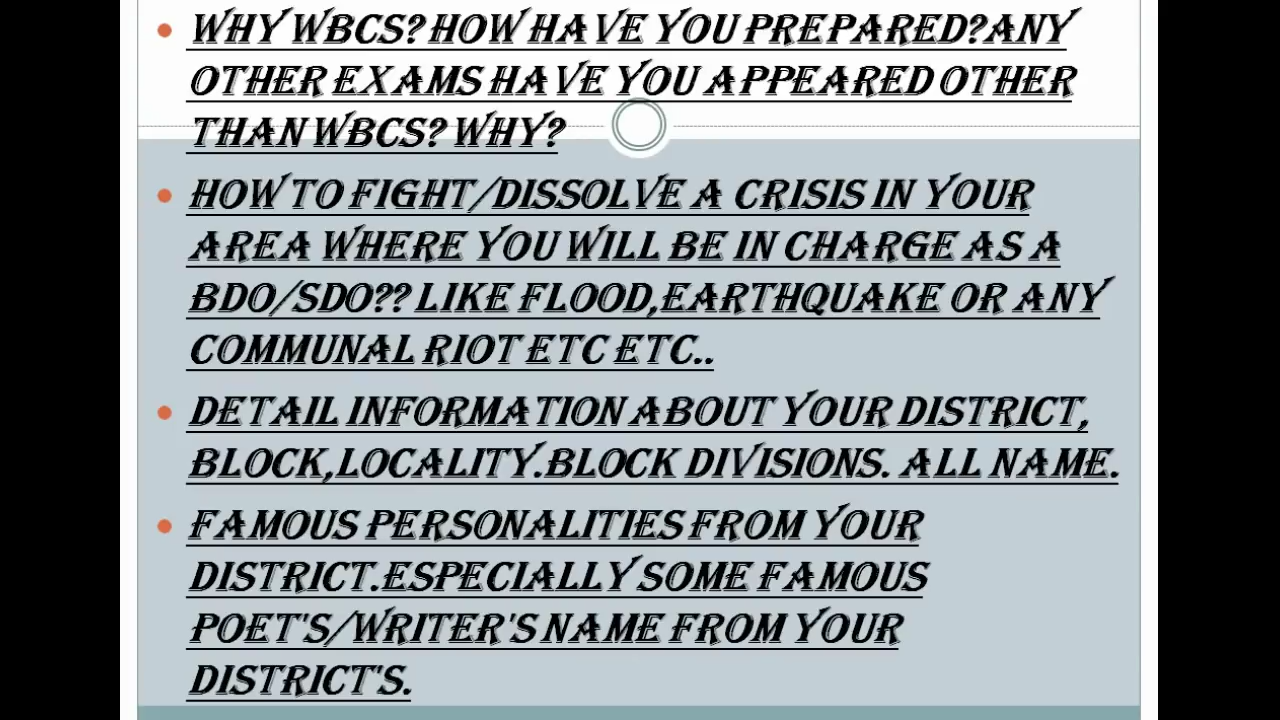 WHY WBCS? HOW HAVE YOU PREPARED?ANY
OTHER EXAMS HAVE YOU APPEARED OTHER
THAN WBCS? WHY?
HOW TO FIGHT/DISSOLVE A CRISIS IN YOUR
AREA WHERE YOU WILL BE IN CHARGE AS A
BDO/SDO?? LIKE FLOOD,EARTHQUAKE OR ANY
COMMUNAL RIOT ETC ETC..
DETAIL INFORMATION ABOUT YOUR DISTRICT,
BLOCK,LOCALITY.BLOCK DIVISIONS. ALL NAME.
FAMOUS PERSONALITIES FROM YOUR
DISTRICT.ESPECIALLY SOME FAMOUS
POET'S/WRITER'S NAME FROM YOUR
DISTRICT'S.